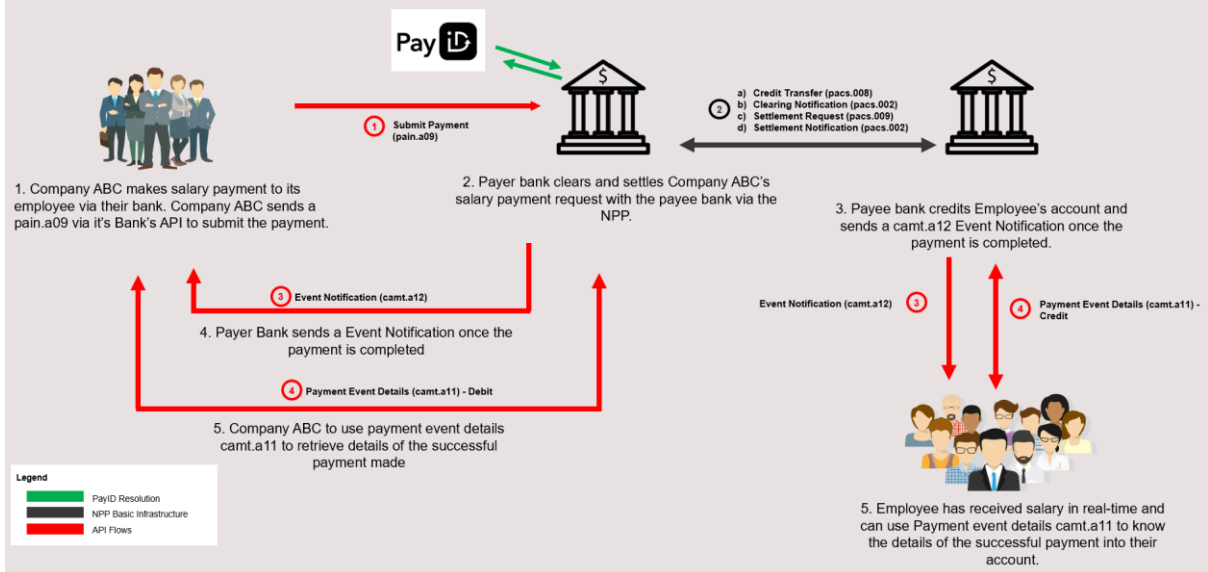 Pay iD
$
$
a) Credit Transfer (pacs.008)
b) Clearing Notification (pacs.002)
c) Settlement Request (pacs.009)
d) Settlement Notification (pacs.002)
2
1
Submit Payment
(pain.a09)
1. Company ABC makes salary payment to its
employee via their bank. Company ABC sends a
pain.a09 via it's Bank's API to submit the payment.
2. Payer bank clears and settles Company ABC's
salary payment request with the payee bank via the
NPP.
3. Payee bank credits Employee's account and
sends a camt.a12 Event Notification once the
payment is completed.
3 Event Notification (camt.a12)
4. Payer Bank sends a Event Notification once the
payment is completed
Event Notification (camt.a12) 3
4 Payment Event Details (camt.a11) -
Credit
4 Payment Event Details (camt.a11) - Debit
5. Company ABC to use payment event details
camt.a11 to retrieve details of the successful
payment made
Legend
PayID Resolution
NPP Basic Infrastructure
API Flows
5. Employee has received salary in real-time and
can use Payment event details camt.a11 to know
the details of the successful payment into their
account.